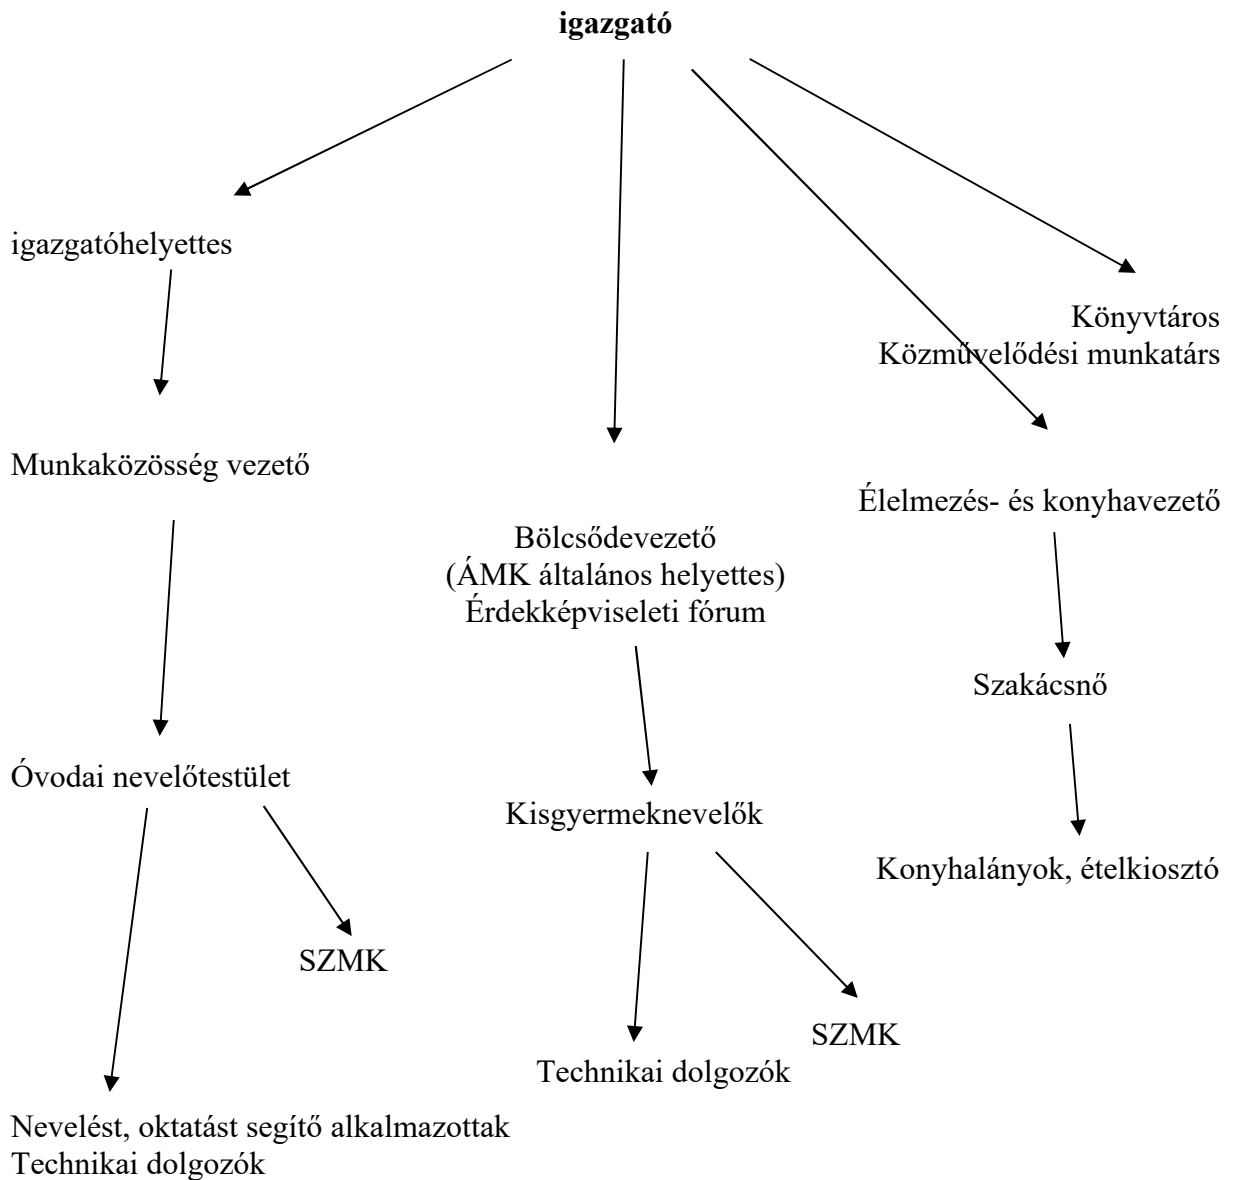 igazgató
igazgatóhelyettes
Könyvtáros
Közművelődési munkatárs
Munkaközösség vezető
Élelmezés- és konyhavezető
Bölcsődevezető
(ÁMK általános helyettes)
Érdekképviseleti fórum
Szakácsnő
Óvodai nevelőtestület
Kisgyermeknevelők
Konyhalányok, ételkiosztó
SZMK
SZMK
Technikai dolgozók
Nevelést, oktatást segítő alkalmazottak
Technikai dolgozók